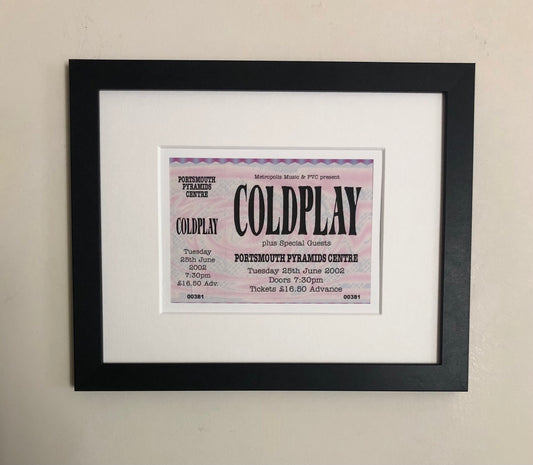 PORTSMOUTH
PYRAMIDS
CENTRE
COLDPLAY
Tuesday
25th June
2002
7:30pm
£16.50 Adv.
00381
Metropolis Music & PVC present
COLDPLAY
plus Special Guests
PORTSMOUTH PYRAMIDS CENTRE
Tuesday 25th June 2002
Doors 7:30pm
Tickets £16.50 Advance
00381